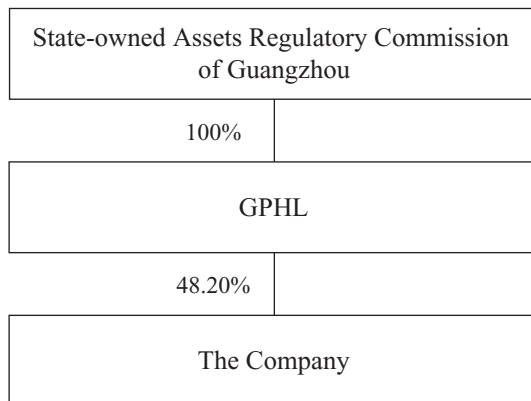 State-owned Assets Regulatory Commission
of Guangzhou
100%
GPHL
48.20%
The Company